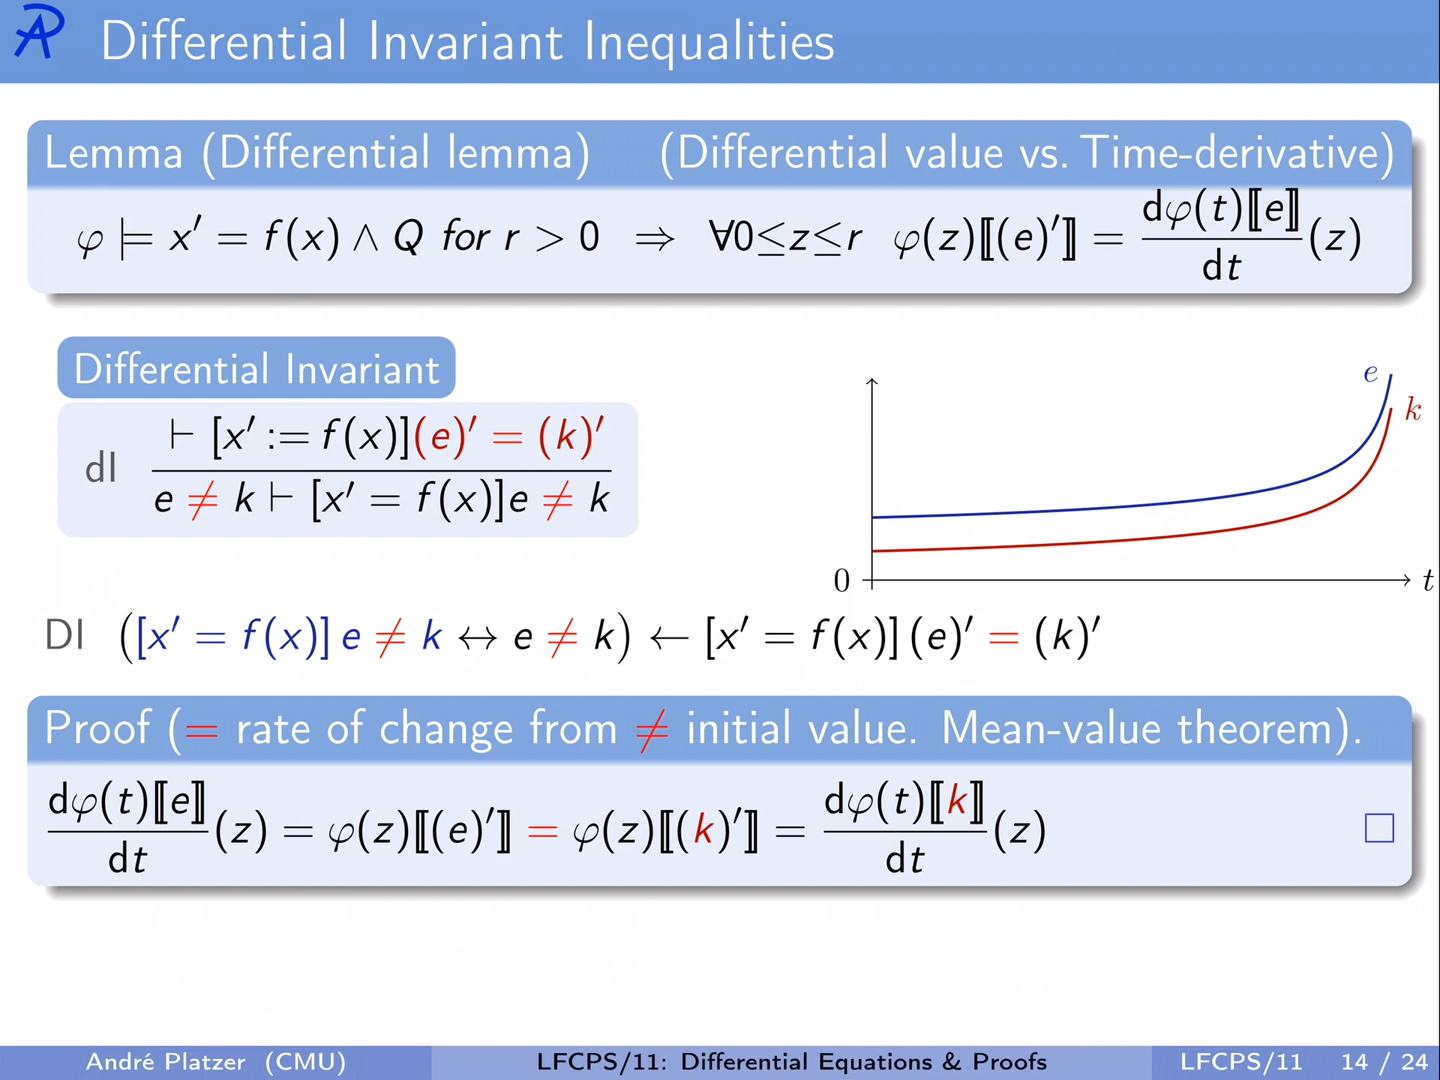 Differential Invariant Inequalities
Lemma (Differential lemma) (Differential value vs. Time-derivative)
φ ⊨ x′ = f(x) ∧ Q for r > 0 ⇒ ∀0≤z≤r φ(z)⟦(e)′⟧ = dφ(t)⟦e⟧/dt (z)
Differential Invariant
dI ⊢ [x′ := f(x)](e)′ = (k)′
e ≠ k ⊢ [x′ = f(x)]e ≠ k
e
k
0
t
DI ([x′ = f(x)] e ≠ k ↔ e ≠ k) ← [x′ = f(x)] (e)′ = (k)′
Proof (= rate of change from ≠ initial value. Mean-value theorem).
dφ(t)⟦e⟧/dt (z) = φ(z)⟦(e)′⟧ = φ(z)⟦(k)′⟧ = dφ(t)⟦k⟧/dt (z) □
André Platzer (CMU) LFCPS/11: Differential Equations & Proofs LFCPS/11 14 / 24